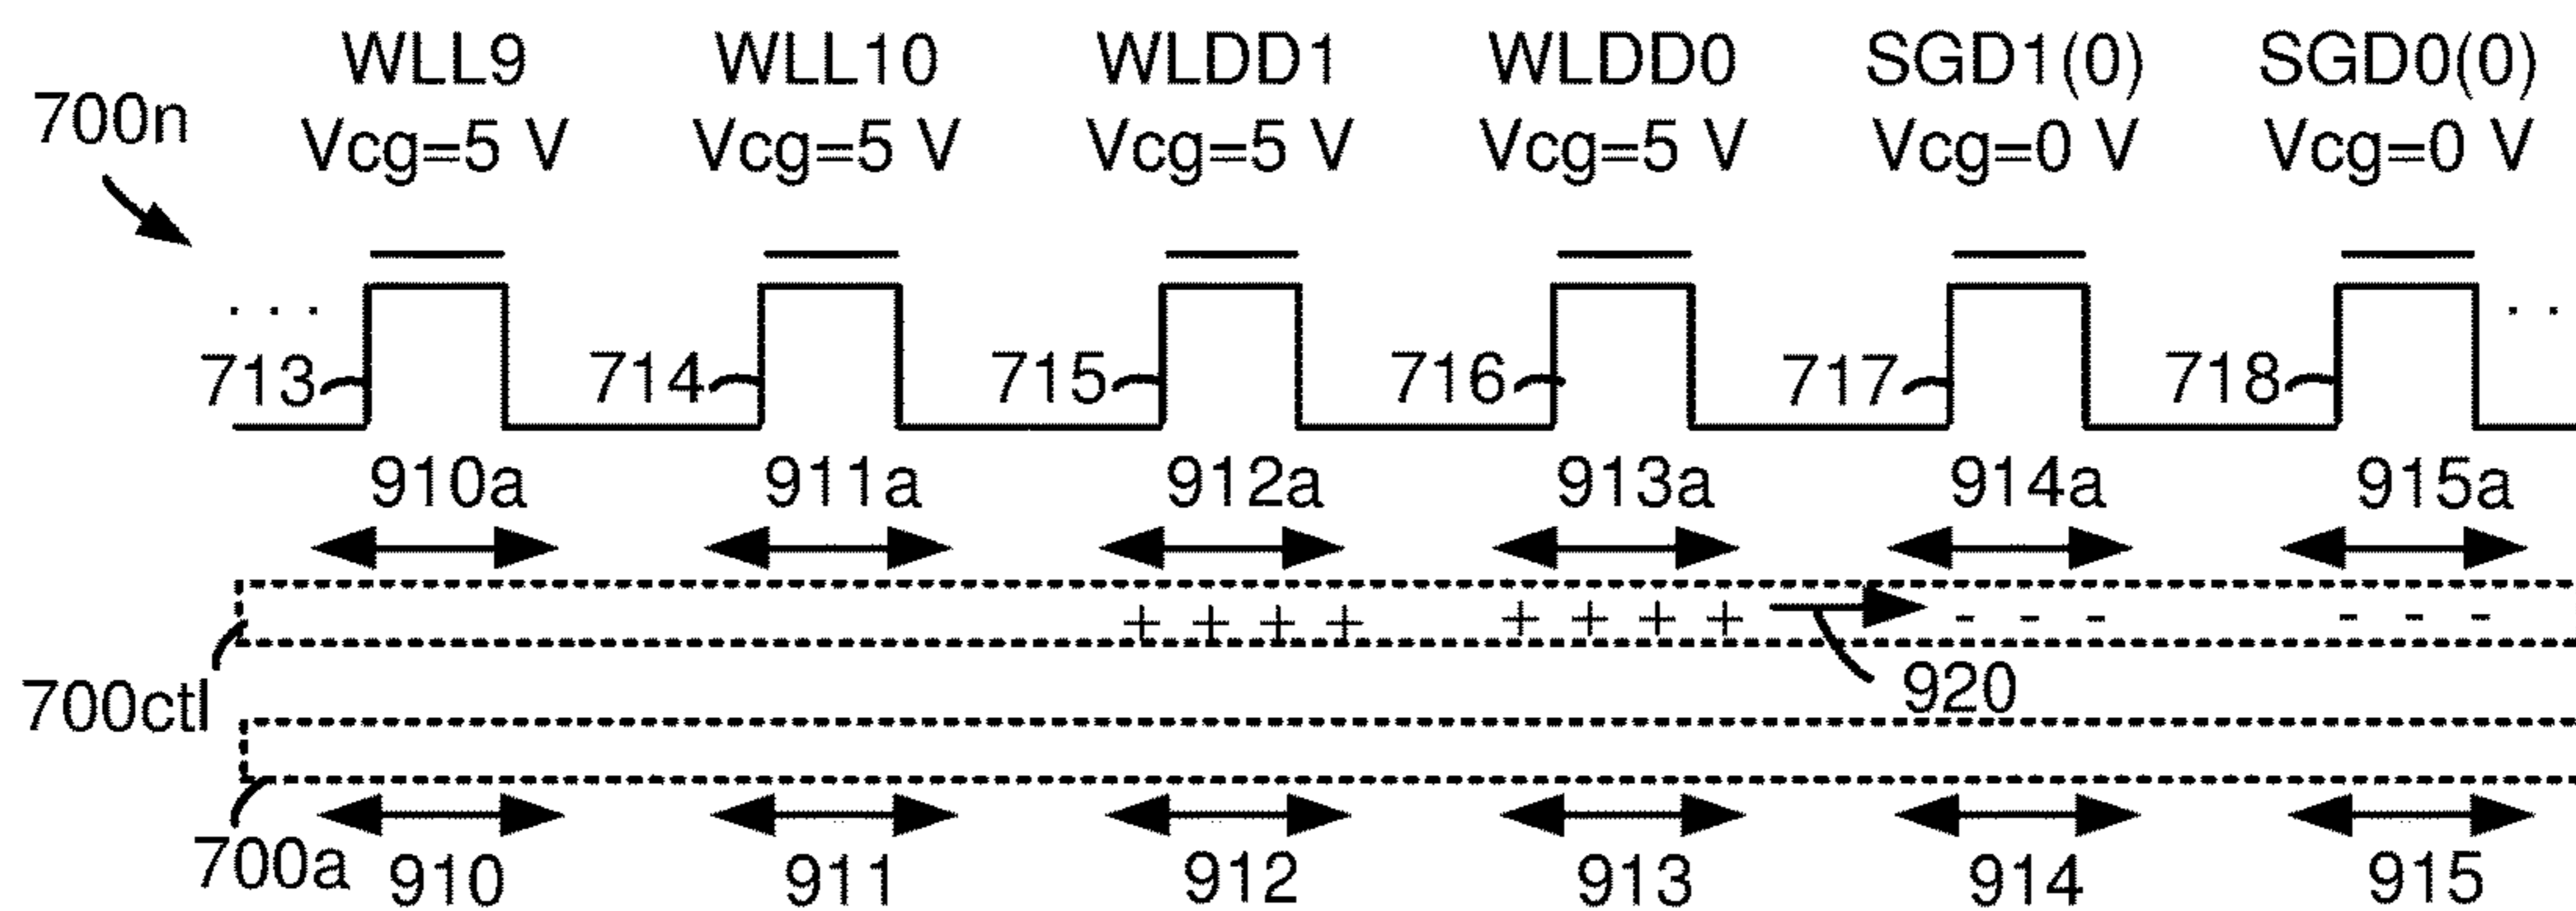 WLL9 WLL10 WLDD1 WLDD0 SGD1(0) SGD0(0)
700n Vcg=5 V Vcg=5 V Vcg=5 V Vcg=5 V Vcg=0 V Vcg=0 V
. . . . .
713 714 715 716 717 718
910a 911a 912a 913a 914a 915a
+ + + + + + + + - - - - - -
700ctl 920
700a 910 911 912 913 914 915